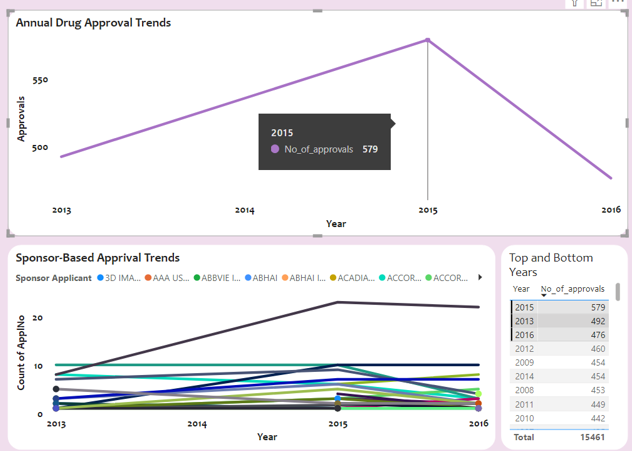 Annual Drug Approval Trends
Approvals
550
500
2015
No_of_approvals 579
2013 2014 2015 2016
Year
Sponsor-Based Apprival Trends
Sponsor Applicant 3D IMA... AAA US... ABBVIE I... ABHAI ABHAI I... ACADIA... ACCOR... ACCOR...
Count of ApplNo
20
10
0
2013 2014 2015 2016
Year
Top and Bottom
Years
Year No_of_approvals
2015 579
2013 492
2016 476
2012 460
2009 454
2014 454
2008 453
2011 449
2010 442
Total 15461